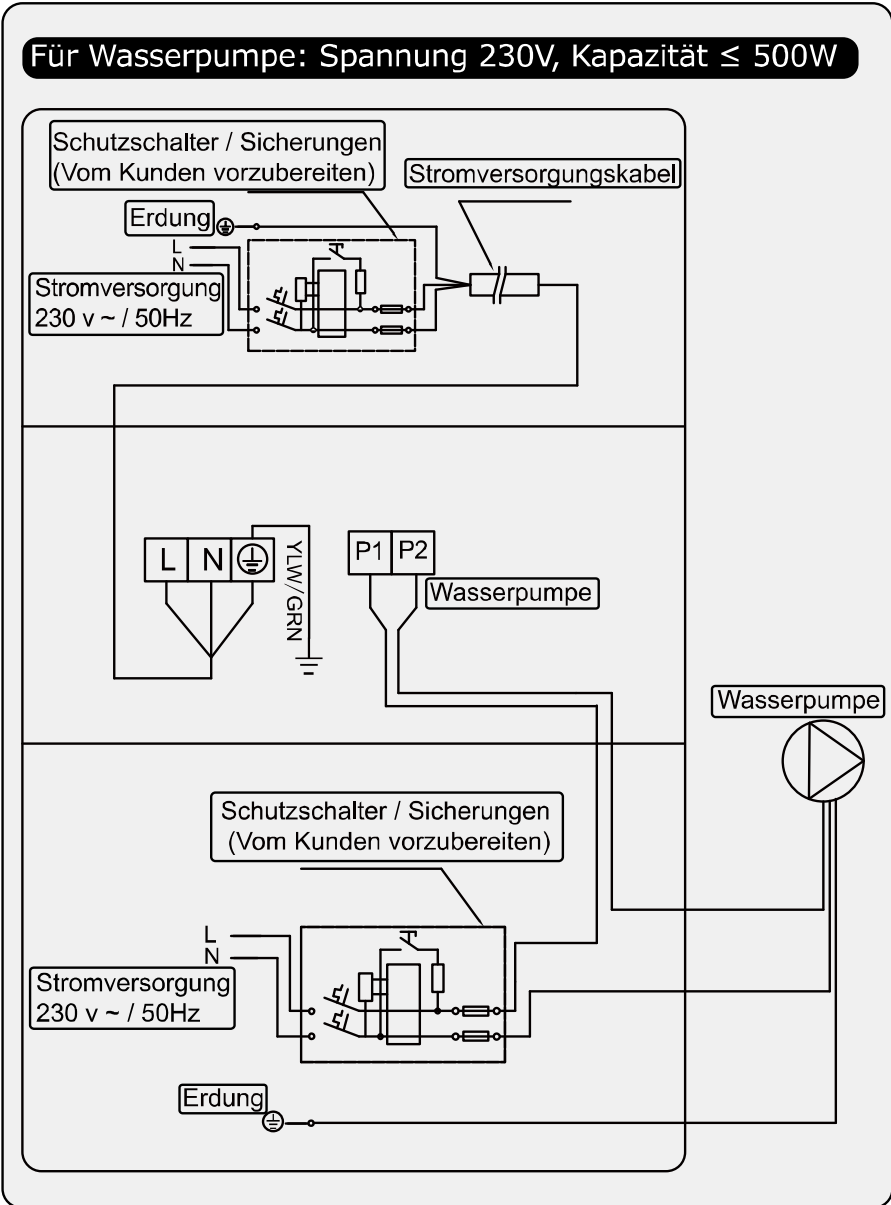 Für Wasserpumpe: Spannung 230V, Kapazität ≤ 500W
Schutzschalter / Sicherungen
(Vom Kunden vorzubereiten)
Stromversorgungskabel
Erdung
L
N
Stromversorgung
230 v ~ / 50Hz
L N
YLW/GRN
P1 P2
Wasserpumpe
Wasserpumpe
Schutzschalter / Sicherungen
(Vom Kunden vorzubereiten)
L
N
Stromversorgung
230 v ~ / 50Hz
Erdung